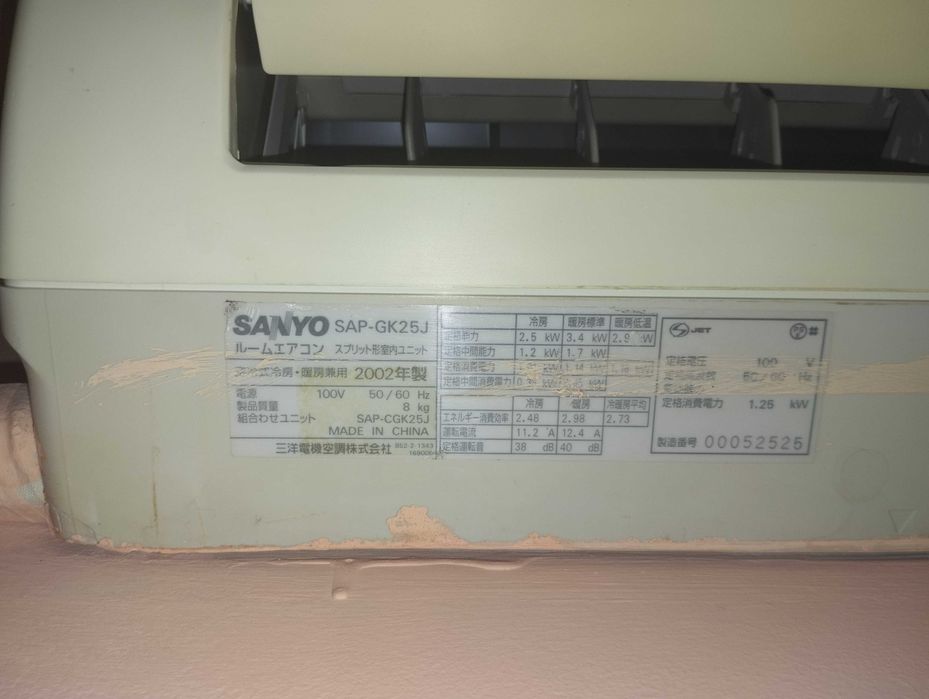 SANYO SAP-GK25J
ルームエアコン スプリット形室内ユニット
冷房・暖房兼用 2002年製
電源 100V 50/60 Hz
製品質量 8 kg
組合わせユニット SAP-CGK25J
MADE IN CHINA
三洋電機空調株式会社 852-2-1343
冷房 暖房標準 暖房低温
定格能力 2.5 kW 3.4 kW 2.9 kW
定格中間能力 1.2 kW 1.7 kW
定格消費電力
定格中間消費電力
冷房 暖房 冷暖房平均
エネルギー消費効率 2.48 2.98 2.73
運転電流 11.2 A 12.4 A
定格運転音 38 dB 40 dB
JET
定格電圧 100 V
50/60 Hz
定格消費電力 1.25 kW
製造番号 00052525